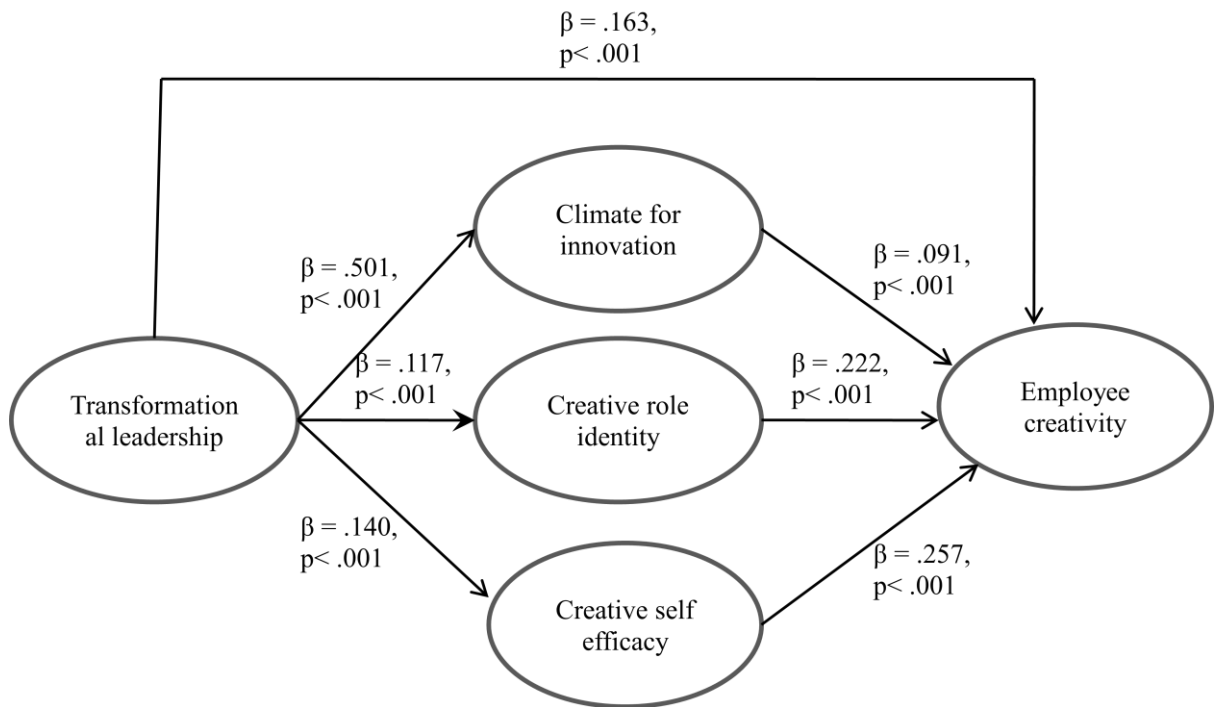 β = .163,
p< .001
Climate for
innovation
β = .501,
p< .001
β = .091,
p< .001
Transformation
al leadership
β = .117,
p< .001
Creative role
identity
β = .222,
p< .001
Employee
creativity
β = .140,
p< .001
Creative self
efficacy
β = .257,
p< .001